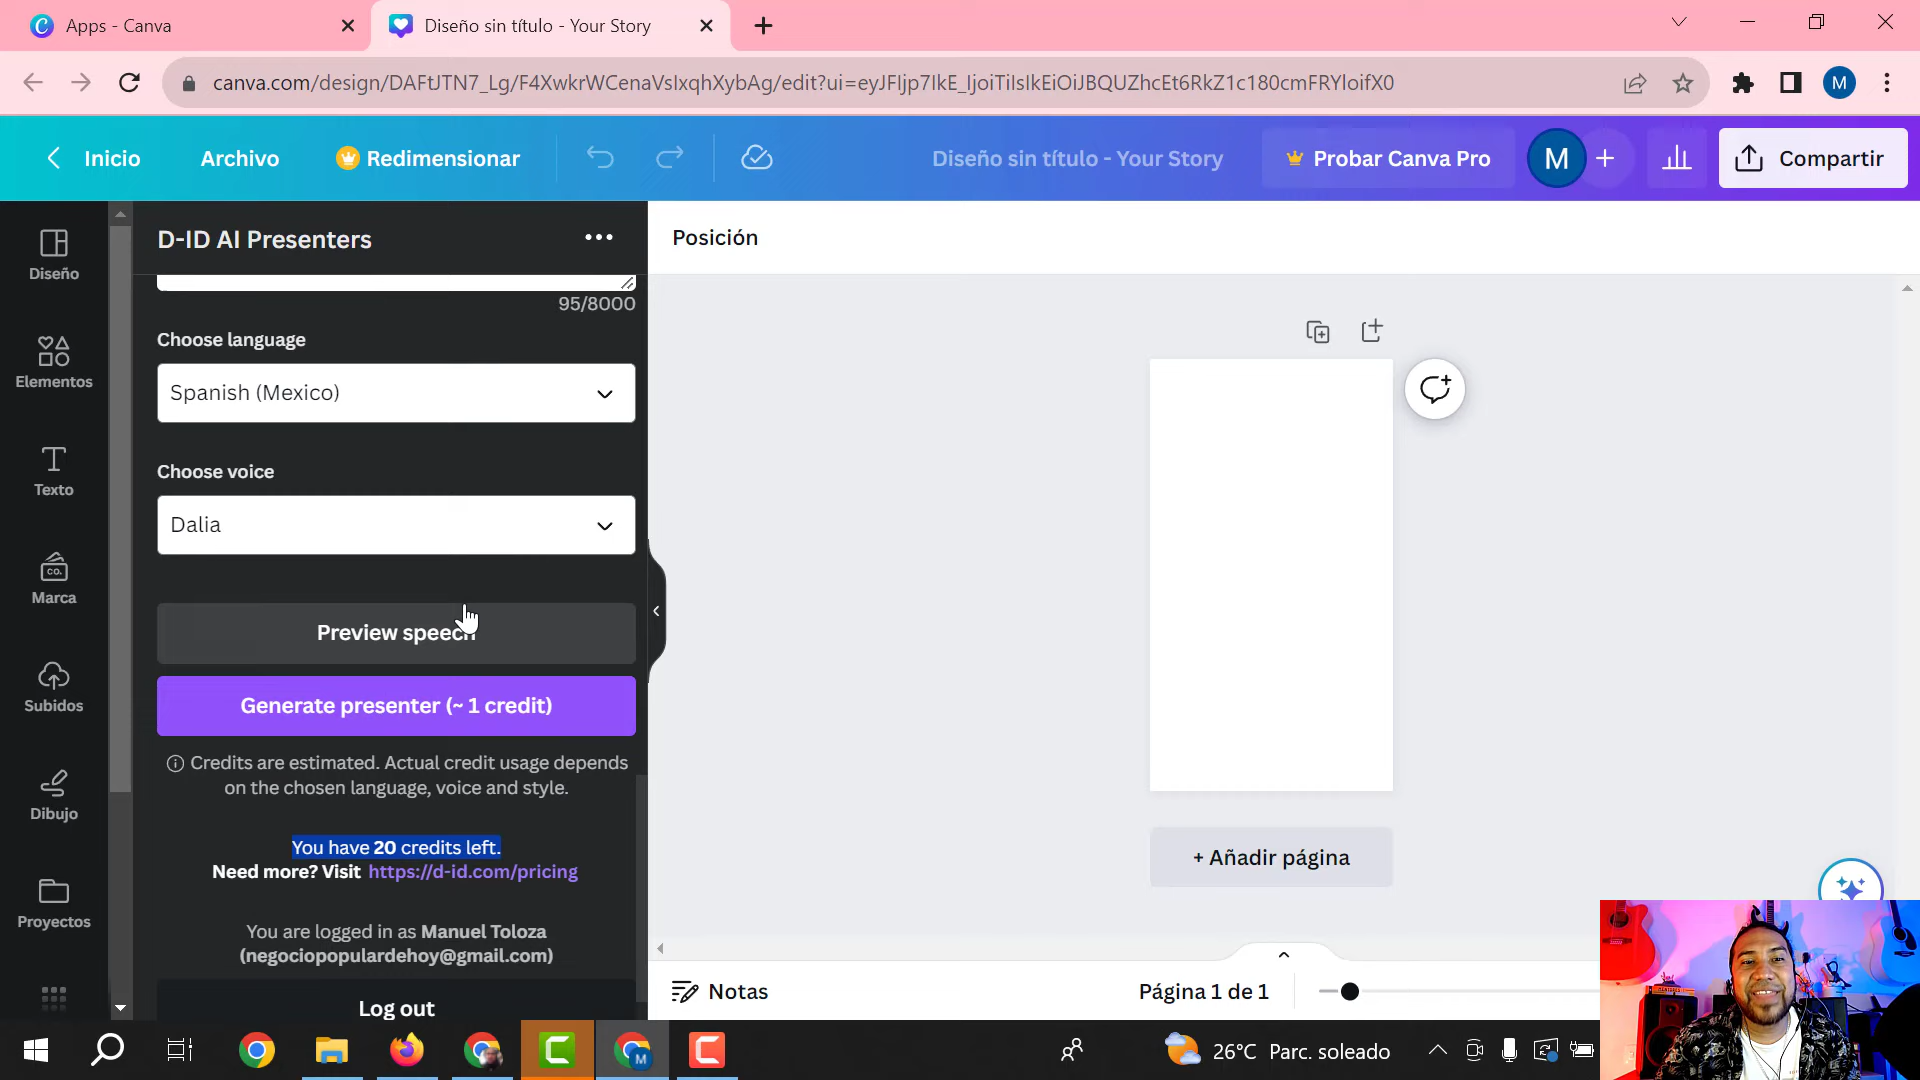 Apps - Canva
Diseño sin título - Your Story
canva.com/design/DAFtJTN7_Lg/F4XwkrWCenaVsIxqhXybAg/edit?ui=eyJFIjp7IkE_IjoiTiIsIkEiOiJBQUZhcEt6RkZ1c180cmFRYloifX0
M
Inicio
Archivo
Redimensionar
Diseño sin título - Your Story
Probar Canva Pro
M
Compartir
Diseño
Elementos
Texto
CO.
Marca
Subidos
Dibujo
Proyectos
D-ID AI Presenters
95/8000
Choose language
Spanish (Mexico)
Choose voice
Dalia
Preview speech
Generate presenter (~ 1 credit)
Credits are estimated. Actual credit usage depends
on the chosen language, voice and style.
You have 20 credits left.
Need more? Visit https://d-id.com/pricing
You are logged in as Manuel Toloza
(negociopopulardehoy@gmail.com)
Log out
Posición
+ Añadir página
Notas
Página 1 de 1
M
26°C Parc. soleado